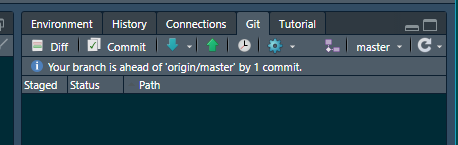 Environment History Connections Git Tutorial
Diff Commit master
Your branch is ahead of 'origin/master' by 1 commit.
Staged Status Path